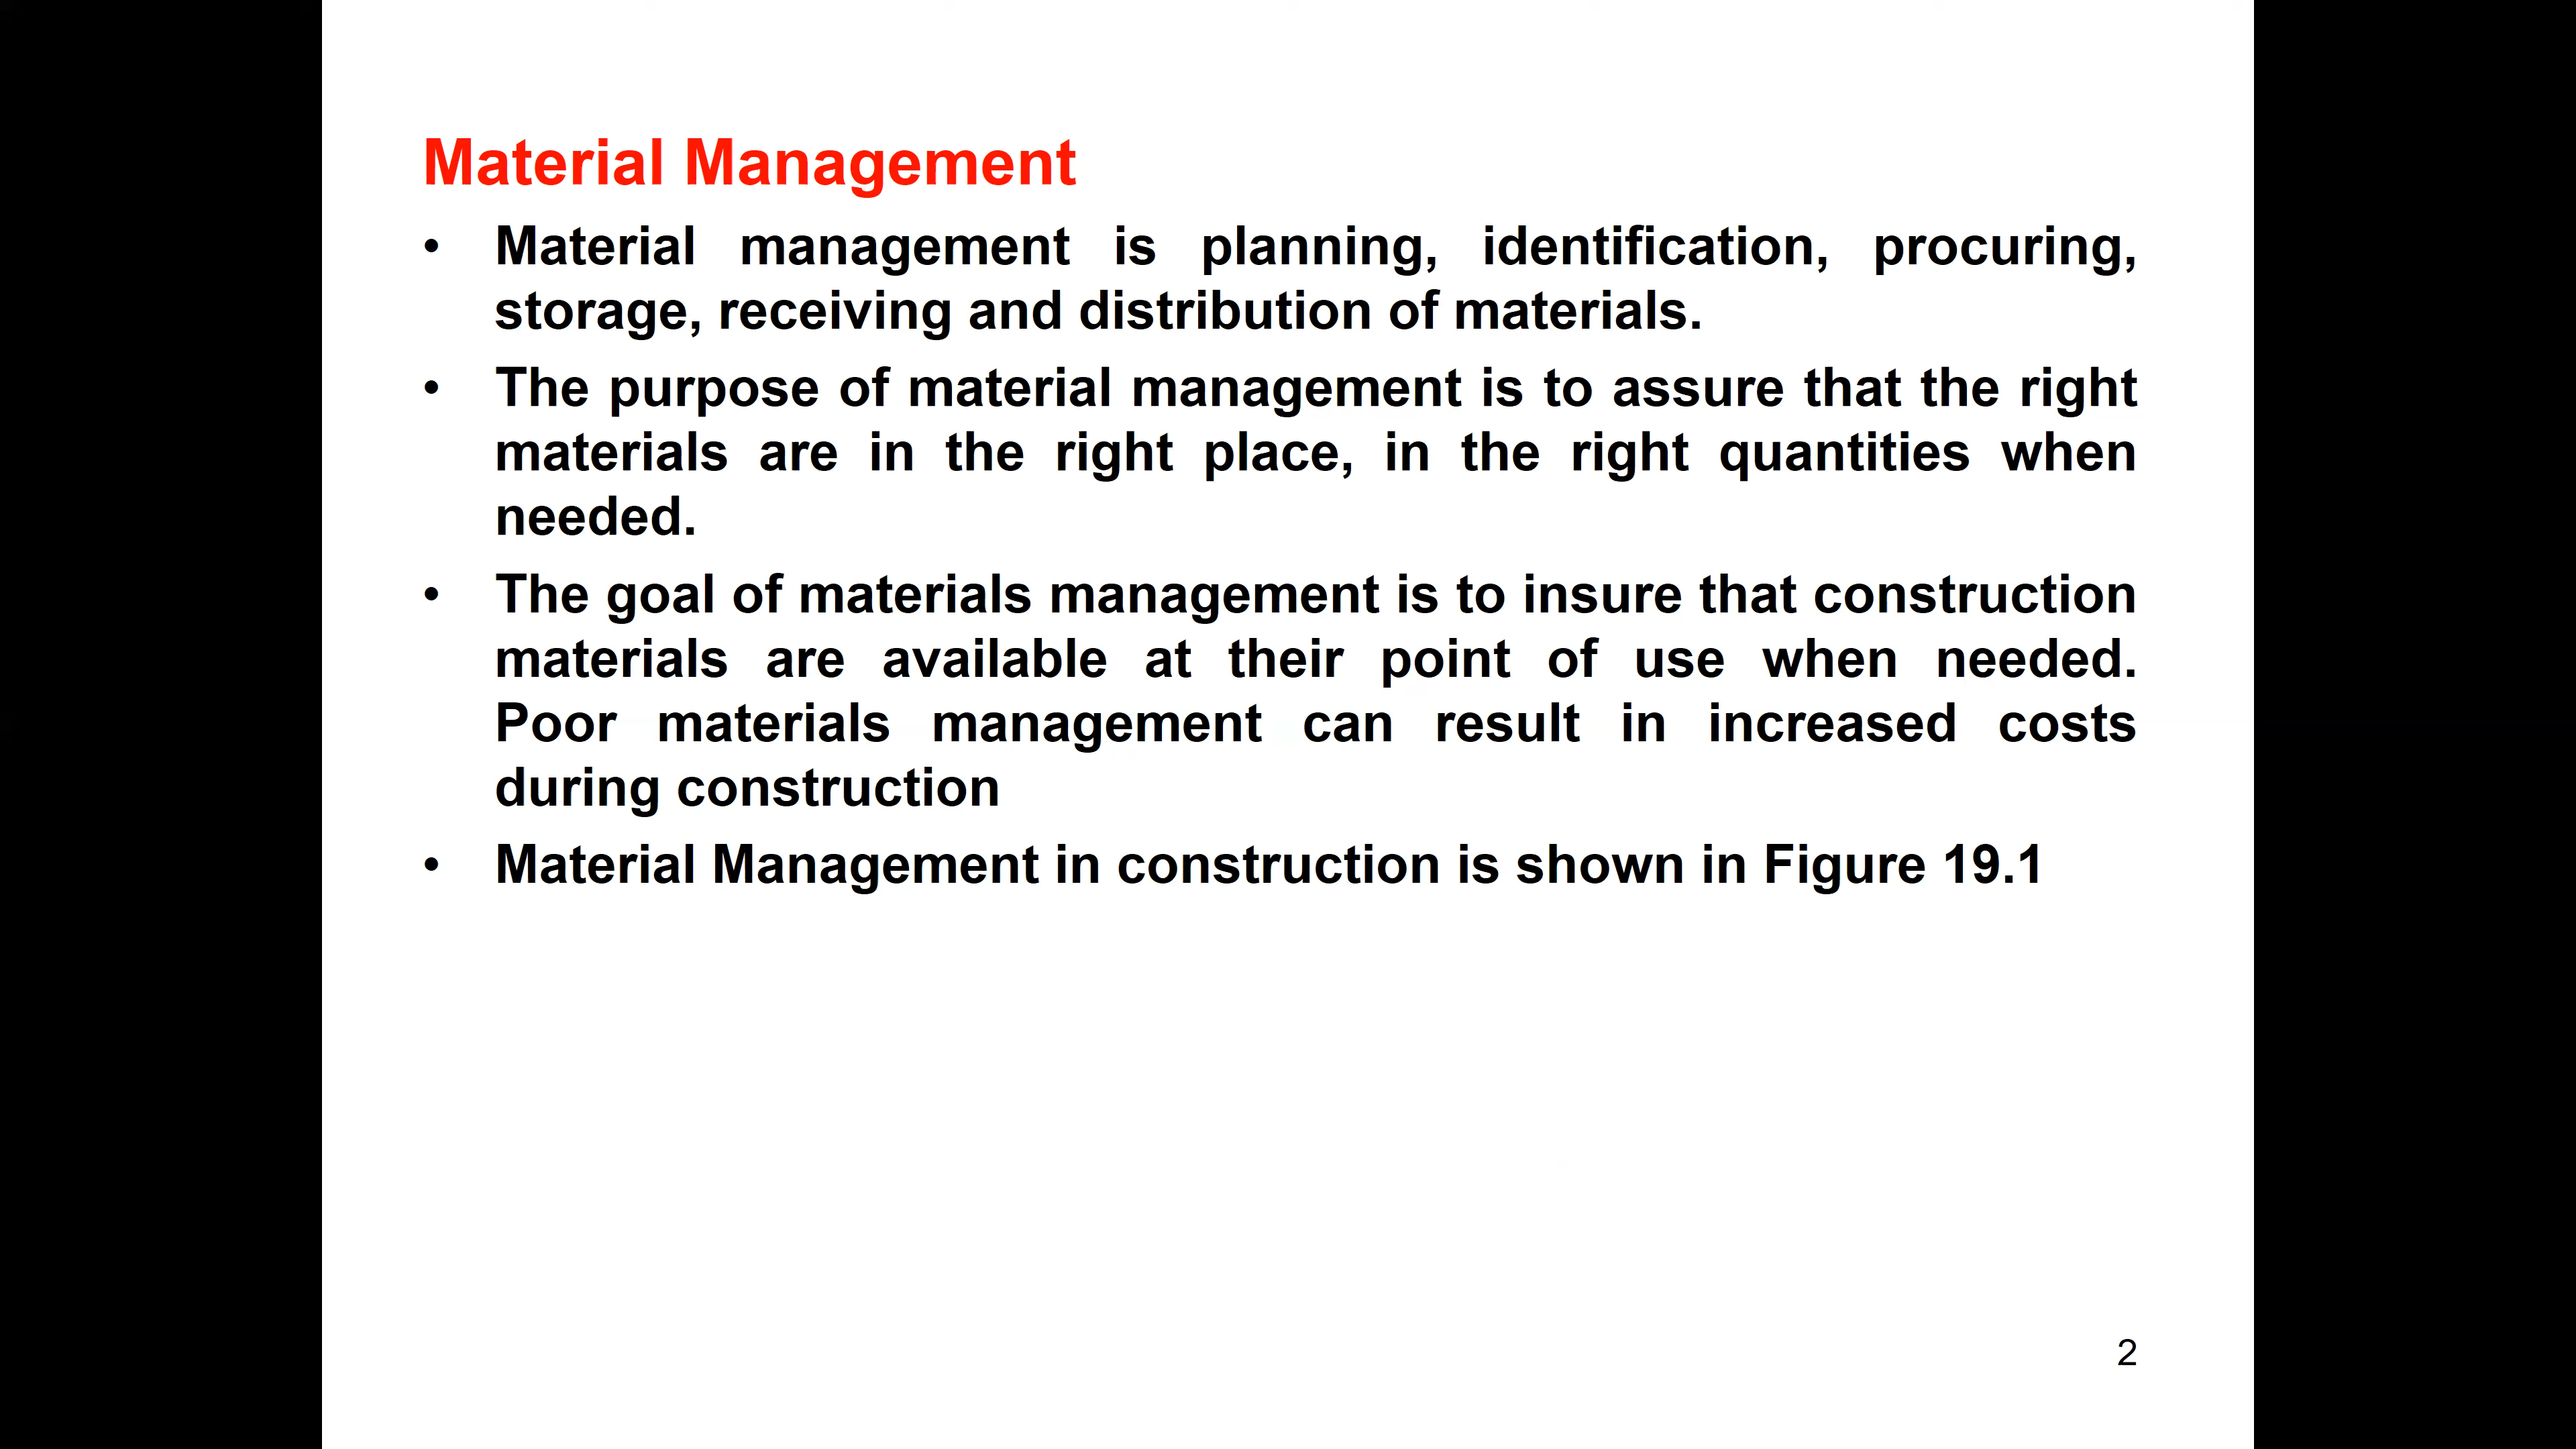 Material Management
• Material management is planning, identification, procuring,
storage, receiving and distribution of materials.
• The purpose of material management is to assure that the right
materials are in the right place, in the right quantities when
needed.
• The goal of materials management is to insure that construction
materials are available at their point of use when needed.
Poor materials management can result in increased costs
during construction
• Material Management in construction is shown in Figure 19.1
2